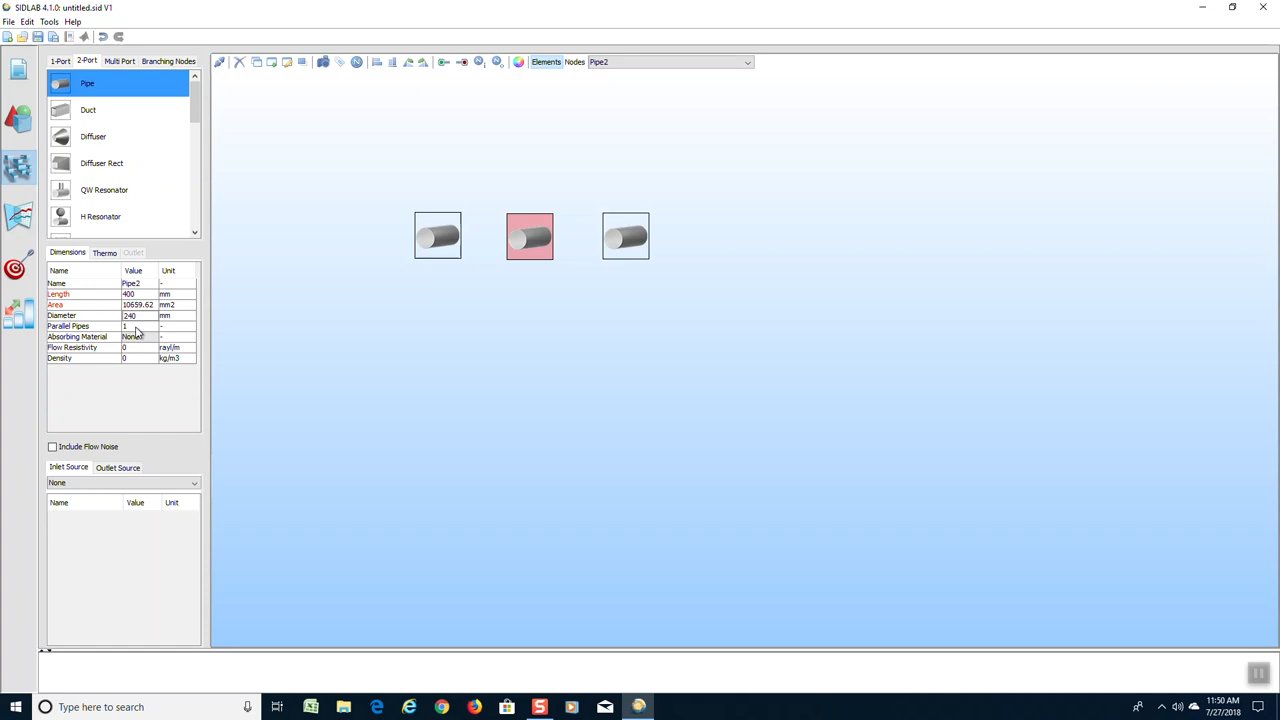 SIDLAB 4.1.0: untitled.sid V1
File Edit Tools Help
1-Port 2-Port Multi Port Branching Nodes
Elements Nodes Pipe2
Pipe
Duct
Diffuser
Diffuser Rect
QW Resonator
H Resonator
Dimensions Thermo Outlet
Name Value Unit
Name Pipe2 -
Length 400 mm
Area 10659.62 mm2
Diameter 240 mm
Parallel Pipes 1 -
Absorbing Material None -
Flow Resistivity 0 rayl/m
Density 0 kg/m3
Include Flow Noise
Inlet Source Outlet Source
None
Name Value Unit
Type here to search
11:50 AM
7/27/2018